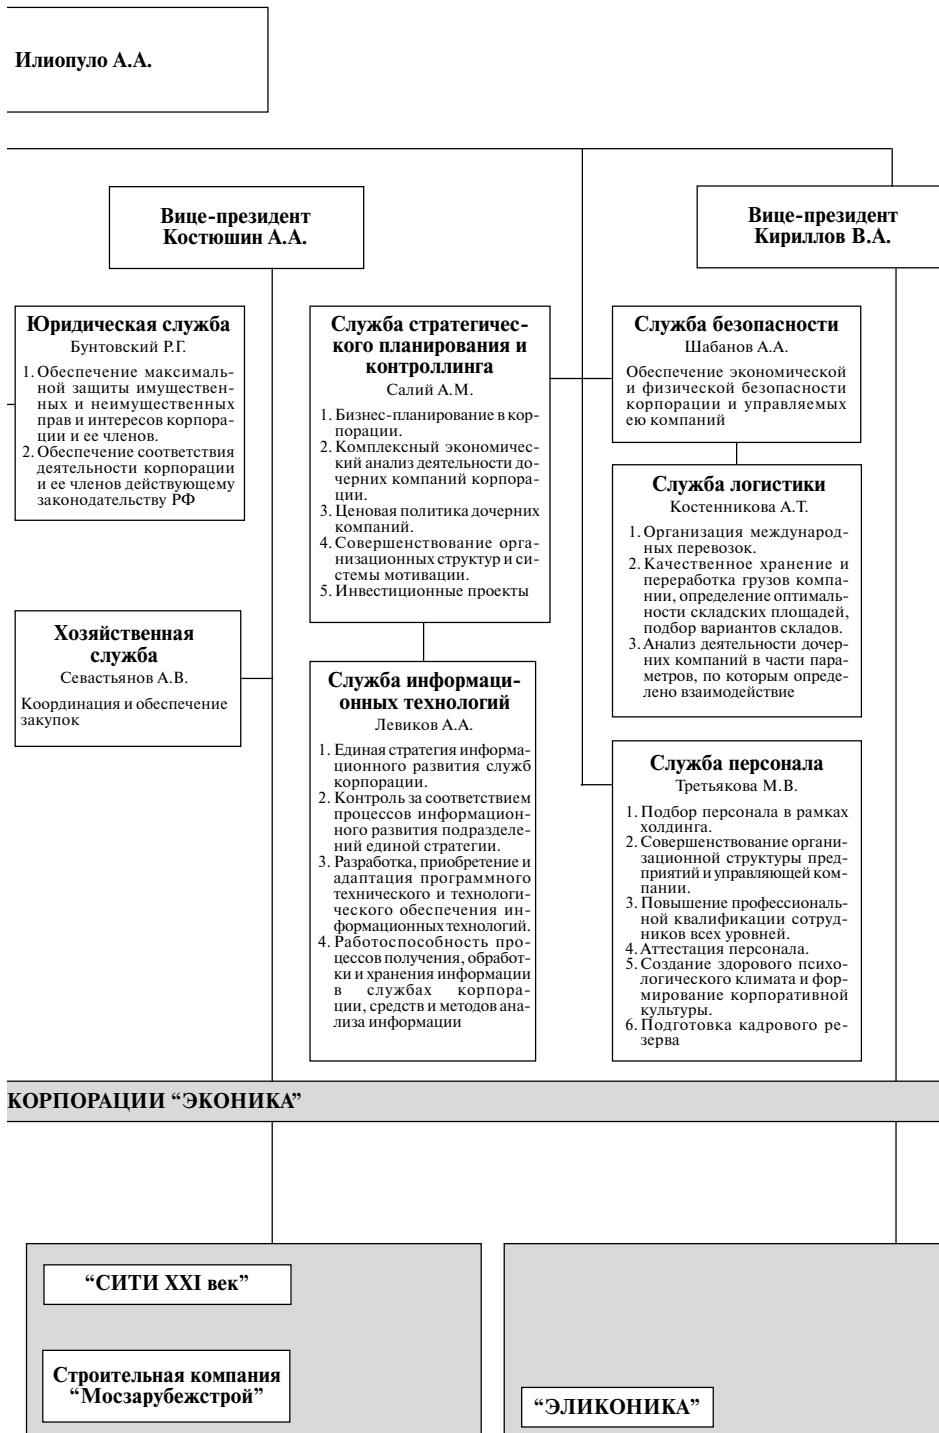 Илиопуло А.А.
Вице-президент
Костюшин А.А.
Вице-президент
Кириллов В.А.
Юридическая служба
Бунтовский Р.Г.
1. Обеспечение максималь-
ной защиты имуществен-
ных и неимущественных
прав и интересов корпора-
ции и ее членов.
2. Обеспечение соответствия
деятельности корпорации
и ее членов действующему
законодательству РФ
Хозяйственная
служба
Севастьянов А.В.
Координация и обеспечение
закупок
Служба стратегичес-
кого планирования и
контроллинга
Салий А.М.
1. Бизнес-планирование в кор-
порации.
2. Комплексный экономичес-
кий анализ деятельности до-
черних компаний корпора-
ции.
3. Ценовая политика дочерних
компаний.
4. Совершенствование орга-
низационных структур и си-
стемы мотивации.
5. Инвестиционные проекты
Служба информаци-
онных технологий
Левиков А.А.
1. Единая стратегия информа-
ционного развития служб
корпорации.
2. Контроль за соответствием
процессов информацион-
ного развития подразделе-
ний единой стратегии.
3. Разработка, приобретение и
адаптация программного
технического и технологи-
ческого обеспечения ин-
формационных технологий.
4. Работоспособность про-
цессов получения, обработ-
ки и хранения информации
в службах корпора-
ции, средств и методов ана-
лиза информации
Служба безопасности
Шабанов А.А.
Обеспечение экономической
и физической безопасности
корпорации и управляемых
ею компаний
Служба логистики
Костенникова А.Т.
1. Организация международ-
ных перевозок.
2. Качественное хранение и
переработка грузов компа-
нии, определение оптималь-
ности складских площадей,
подбор вариантов складов.
3. Анализ деятельности дочер-
них компаний в части пара-
метров, по которым опреде-
лено взаимодействие
Служба персонала
Третьякова М.В.
1. Подбор персонала в рамках
холдинга.
2. Совершенствование органи-
зационной структуры пред-
приятий и управляющей ком-
пании.
3. Повышение профессиональ-
ной квалификации сотруд-
ников всех уровней.
4. Аттестация персонала.
5. Создание здорового психо-
логического климата и фор-
мирование корпоративной
культуры.
6. Подготовка кадрового ре-
зерва
КОРПОРАЦИИ “ЭКОНИКА”
“СИТИ XXI век”
Строительная компания
“Мосзарубежстрой”
“ЭЛИКОНИКА”